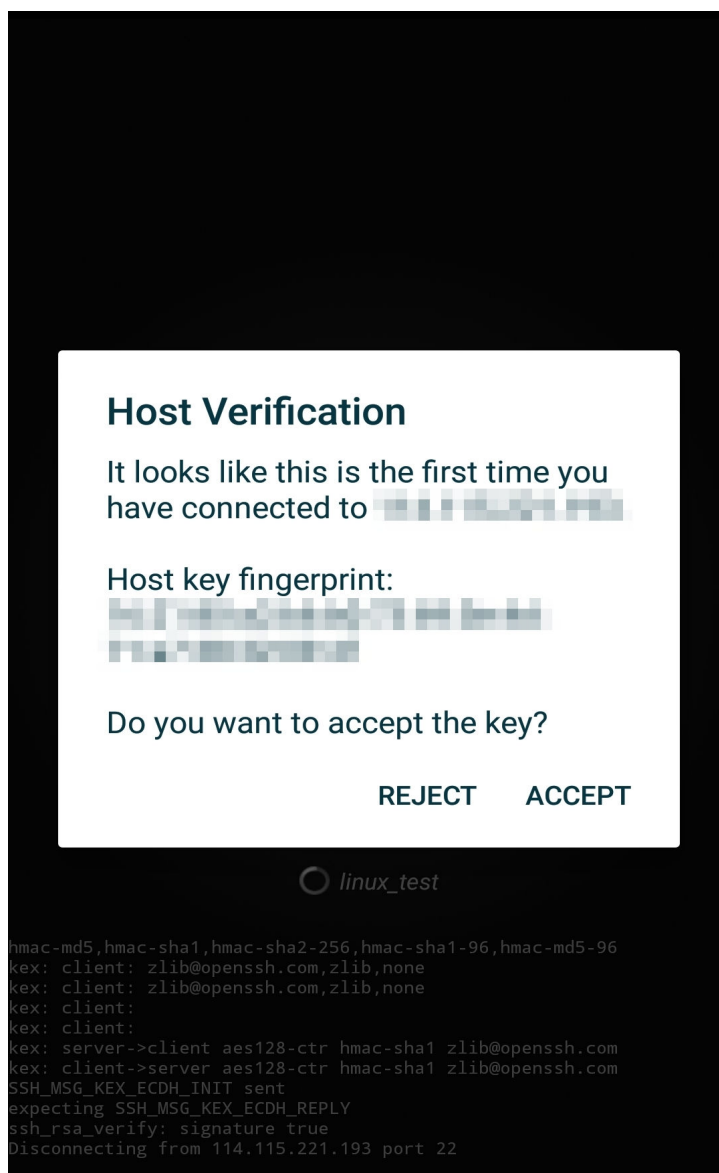 Host Verification
It looks like this is the first time you
have connected to
Host key fingerprint:
Do you want to accept the key?
REJECT ACCEPT
linux_test
hmac-md5,hmac-sha1,hmac-sha2-256,hmac-sha1-96,hmac-md5-96
kex: client: zlib@openssh.com,zlib,none
kex: client: zlib@openssh.com,zlib,none
kex: client:
kex: client:
kex: server->client aes128-ctr hmac-sha1 zlib@openssh.com
kex: client->server aes128-ctr hmac-sha1 zlib@openssh.com
SSH_MSG_KEX_ECDH_INIT sent
expecting SSH_MSG_KEX_ECDH_REPLY
ssh_rsa_verify: signature true
Disconnecting from 114.115.221.193 port 22